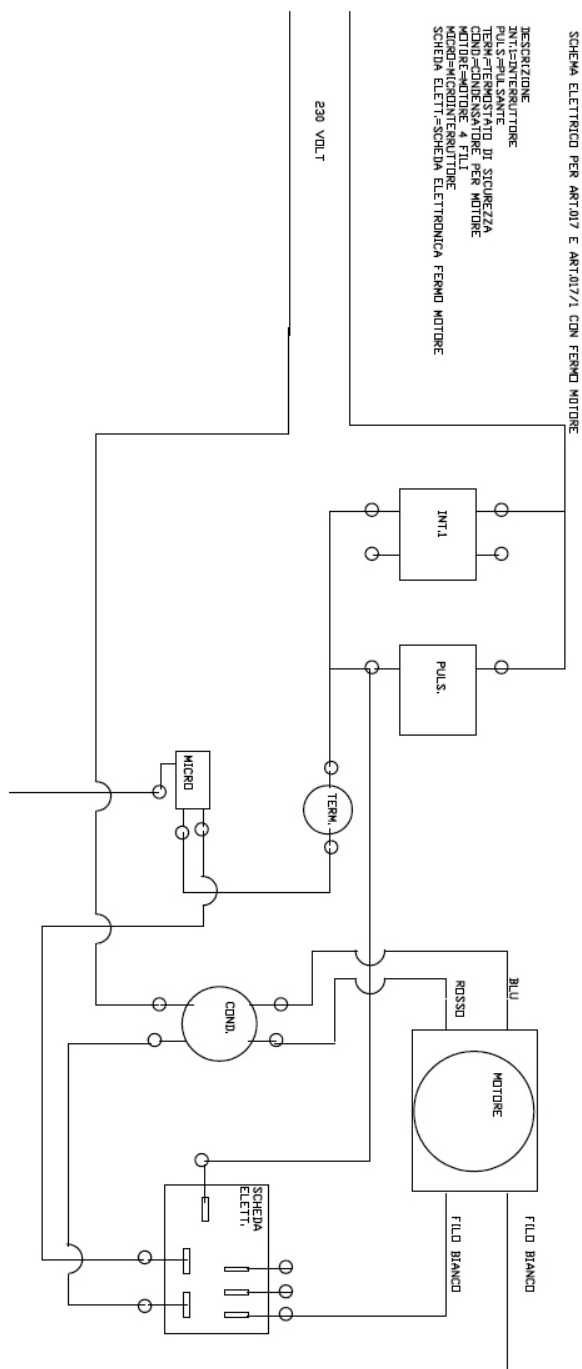 SCHEMA ELETTRICO PER ART.017 E ART.017/1 CON FERMO MOTORE
DESCRIZIONE
INT.1=INTERRUTTORE
PULS.=PULSANTE
TERM.=TERMOSTATO DI SICUREZZA
COND.=CONDENSATORE PER MOTORE
MOTORE=MOTORE 4 FILI
MICRO=MICROINTERRUTTORE
SCHEDA ELETT.=SCHEDA ELETTRONICA FERMO MOTORE
230 VOLT
INT.1
PULS.
TERM.
MICRO
COND.
BLU
ROSSO
MOTORE
FILO BIANCO
FILO BIANCO
SCHEDA
ELETT.